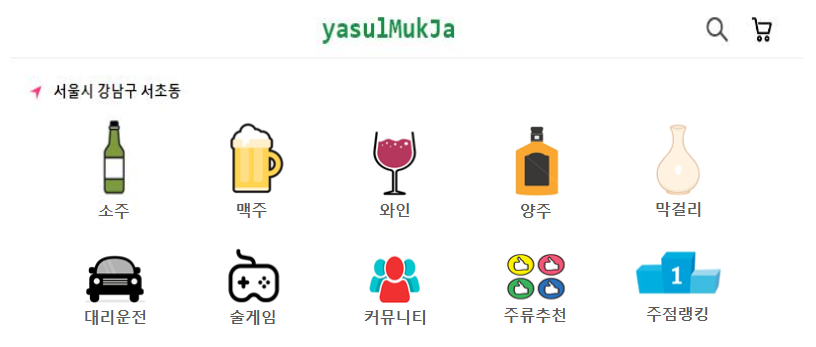 yasulMukJa
서울시 강남구 서초동
소주 맥주 와인 양주 막걸리
1
대리운전 술게임 커뮤니티 주류추천 주점랭킹